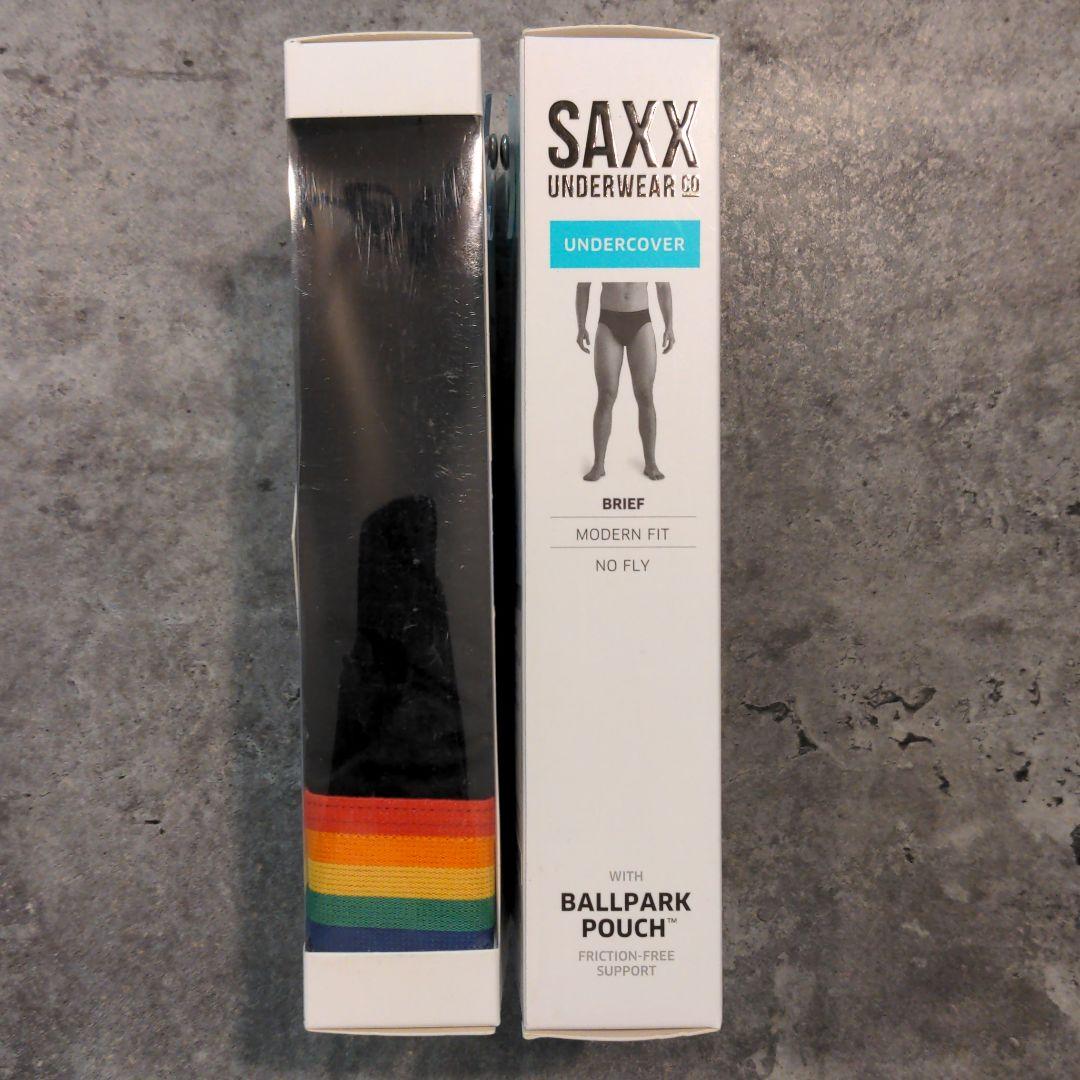 SAXX
UNDERWEAR CO
UNDERCOVER
BRIEF
MODERN FIT
NO FLY
WITH
BALLPARK
POUCH™
FRICTION-FREE
SUPPORT